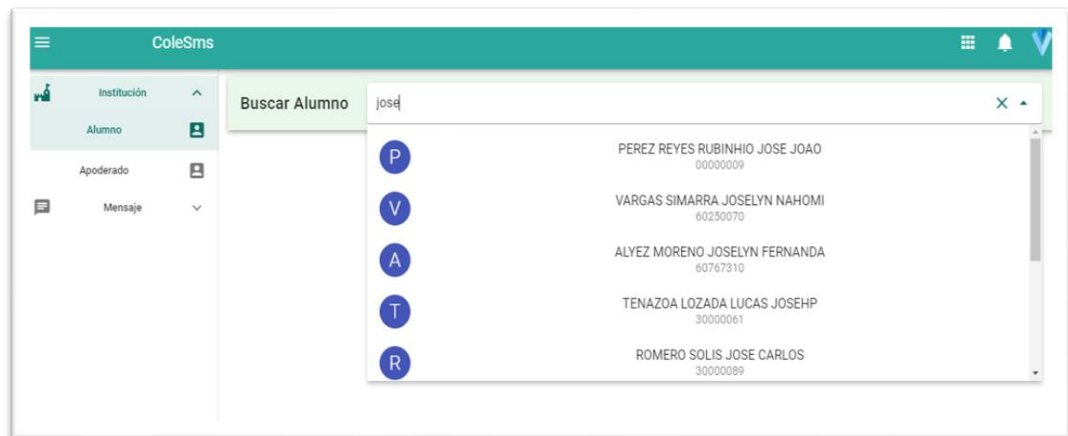 ColeSms
Institución
Alumno
Apoderado
Mensaje
Buscar Alumno
jose
P
PEREZ REYES RUBINHIO JOSE JOAO
00000009
V
VARGAS SIMARRA JOSELYN NAHOMI
60250070
A
ALYEZ MORENO JOSELYN FERNANDA
60767310
T
TENAZOA LOZADA LUCAS JOSEHP
30000061
R
ROMERO SOLIS JOSE CARLOS
30000089